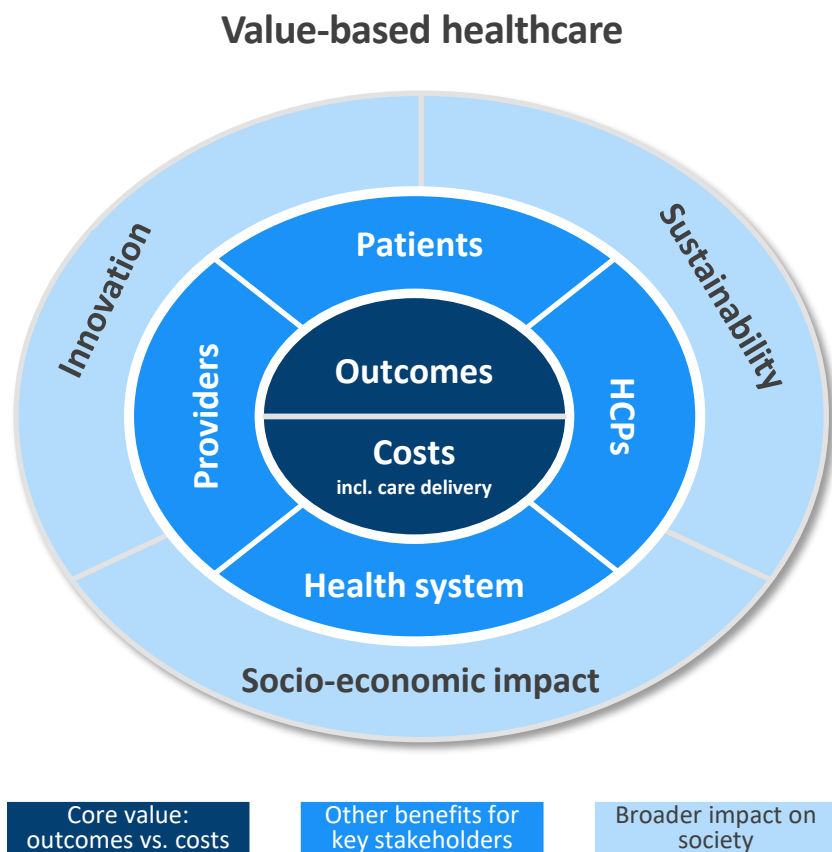 Value-based healthcare
Innovation
Sustainability
Patients
Providers
HCPs
Outcomes
Costs
incl. care delivery
Health system
Socio-economic impact
Core value:
outcomes vs. costs
Other benefits for
key stakeholders
Broader impact on
society